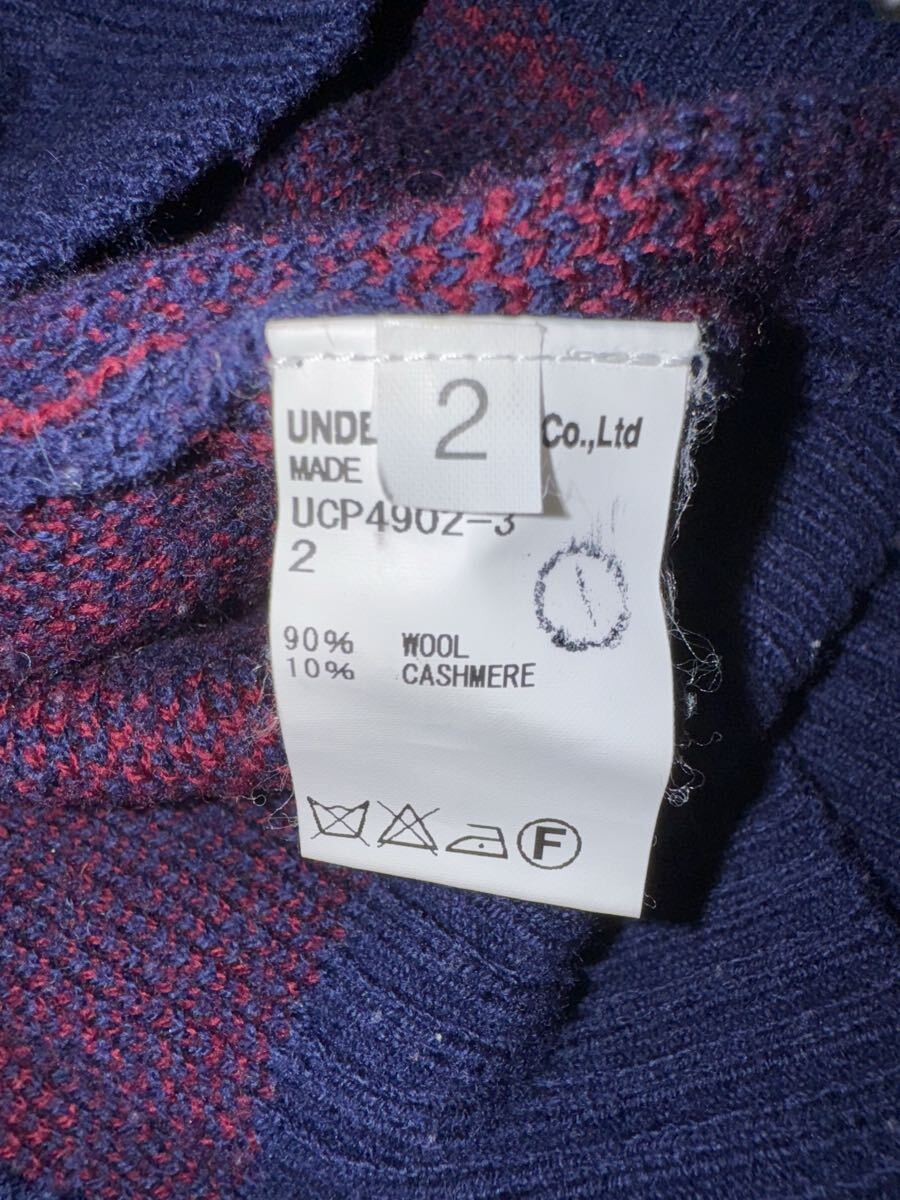 2
UNDE Co.,Ltd
MADE
UCP4902-3
2
90% WOOL
10% CASHMERE
F